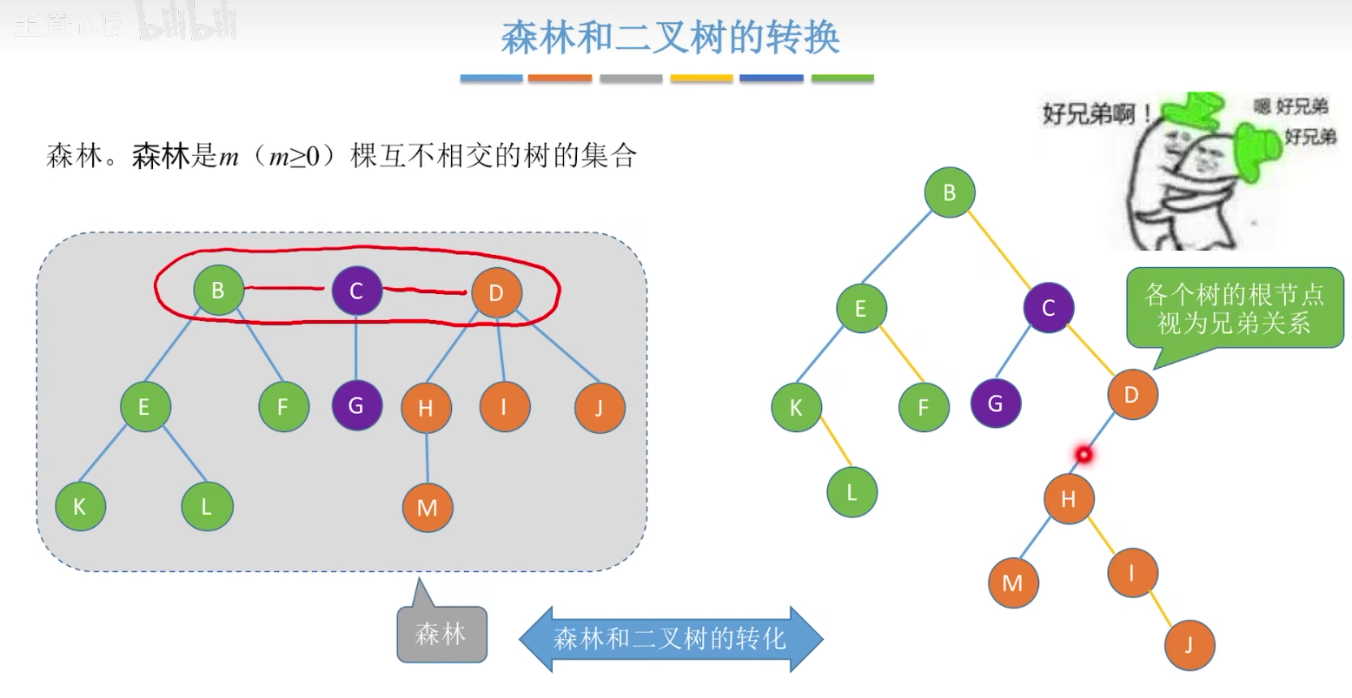 王道论坛 bilibili
森林和二叉树的转换
好兄弟啊！
嗯 好兄弟
好兄弟
森林。森林是m（m≥0）棵互不相交的树的集合
B C D
E F G H I J
K L M
B
E C
K F G D
L H
M I
J
各个树的根节点
视为兄弟关系
森林
森林和二叉树的转化